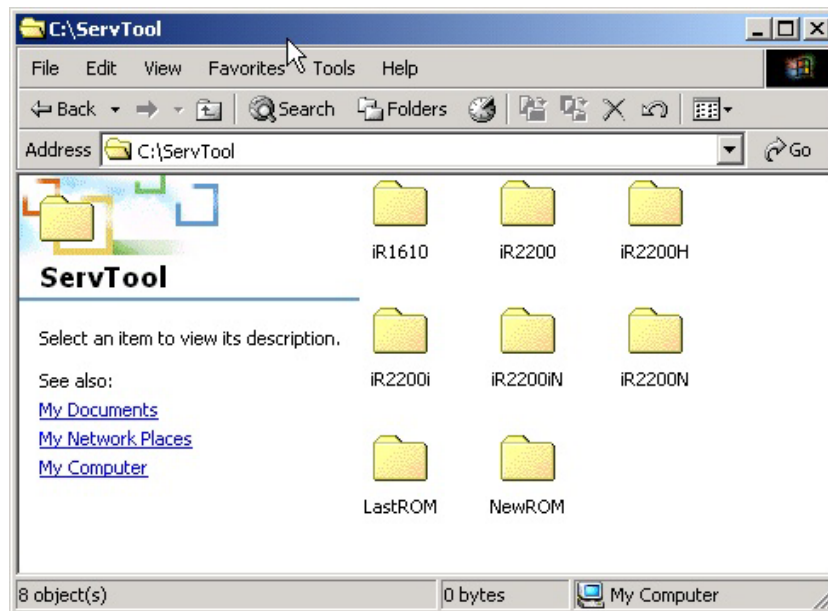 C:\ServTool
File Edit View Favorites Tools Help
Back Search Folders
Address C:\ServTool Go
iR1610 iR2200 iR2200H
ServTool
Select an item to view its description.
iR2200i iR2200iN iR2200N
See also:
My Documents
My Network Places
My Computer
LastROM NewROM
8 object(s) 0 bytes My Computer